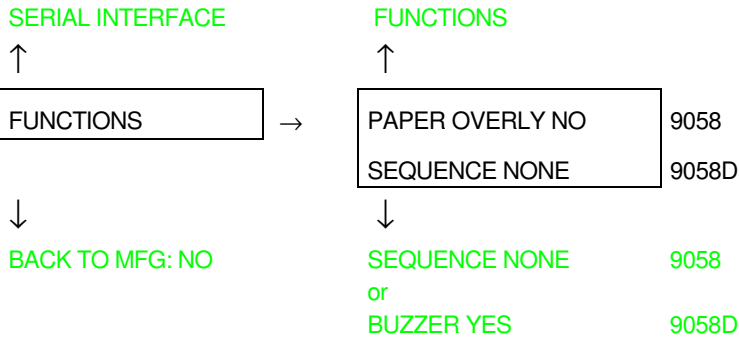 SERIAL INTERFACE FUNCTIONS
↑ ↑
FUNCTIONS → PAPER OVERLY NO 9058
SEQUENCE NONE 9058D
↓ ↓
BACK TO MFG: NO SEQUENCE NONE 9058
or
BUZZER YES 9058D